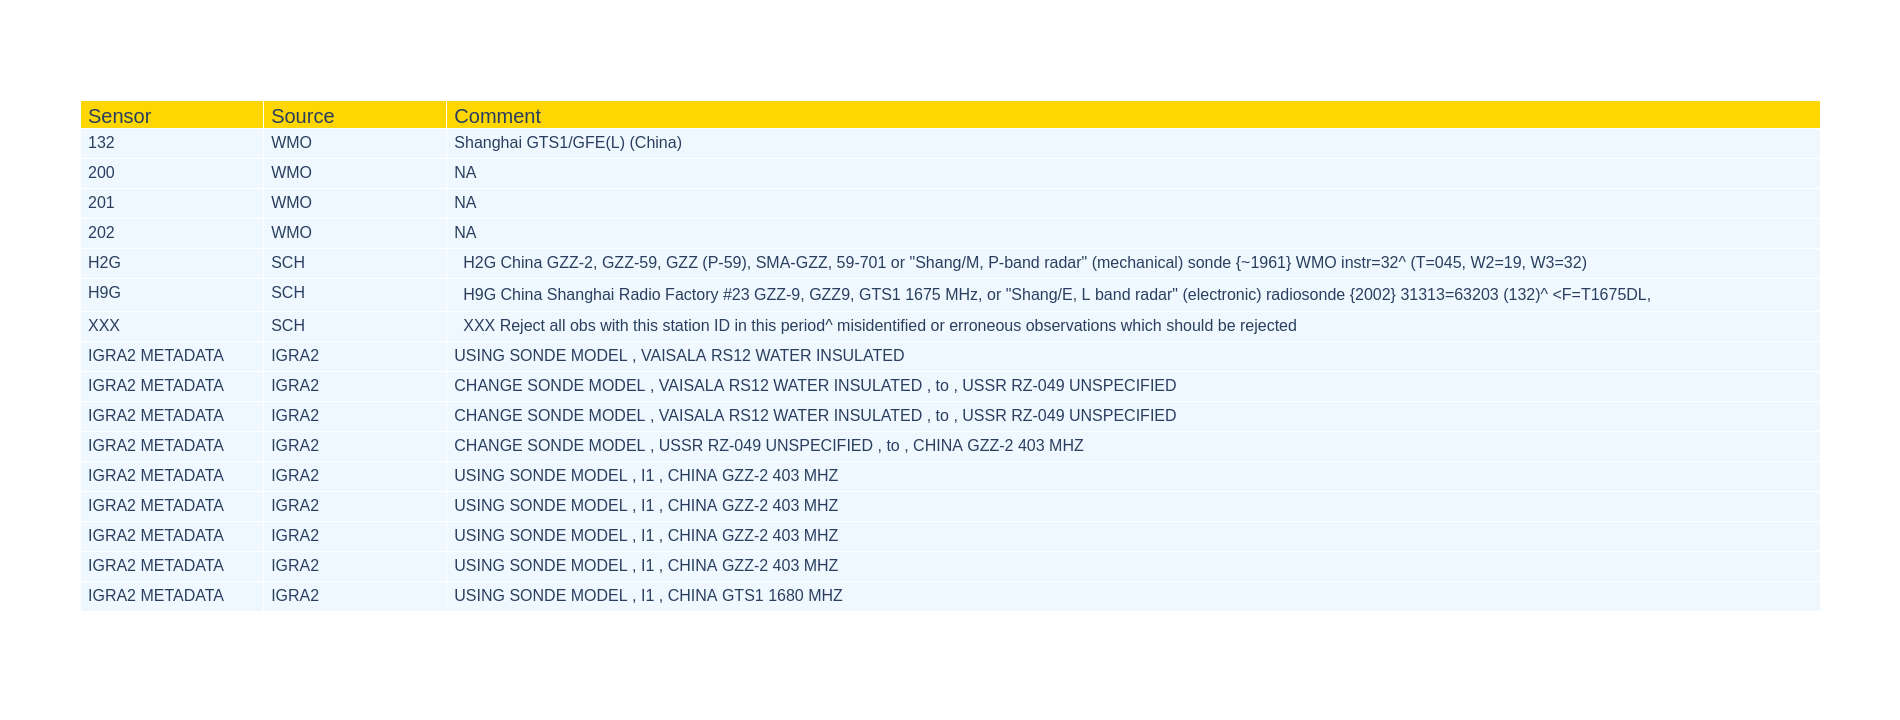 Sensor Source Comment
132 WMO Shanghai GTS1/GFE(L) (China)
200 WMO NA
201 WMO NA
202 WMO NA
H2G SCH H2G China GZZ-2, GZZ-59, GZZ (P-59), SMA-GZZ, 59-701 or "Shang/M, P-band radar" (mechanical) sonde {~1961} WMO instr=32^ (T=045, W2=19, W3=32)
H9G SCH H9G China Shanghai Radio Factory #23 GZZ-9, GZZ9, GTS1 1675 MHz, or "Shang/E, L band radar" (electronic) radiosonde {2002} 31313=63203 (132)^ <F=T1675DL,
XXX SCH XXX Reject all obs with this station ID in this period^ misidentified or erroneous observations which should be rejected
IGRA2 METADATA IGRA2 USING SONDE MODEL , VAISALA RS12 WATER INSULATED
IGRA2 METADATA IGRA2 CHANGE SONDE MODEL , VAISALA RS12 WATER INSULATED , to , USSR RZ-049 UNSPECIFIED
IGRA2 METADATA IGRA2 CHANGE SONDE MODEL , VAISALA RS12 WATER INSULATED , to , USSR RZ-049 UNSPECIFIED
IGRA2 METADATA IGRA2 CHANGE SONDE MODEL , USSR RZ-049 UNSPECIFIED , to , CHINA GZZ-2 403 MHZ
IGRA2 METADATA IGRA2 USING SONDE MODEL , I1 , CHINA GZZ-2 403 MHZ
IGRA2 METADATA IGRA2 USING SONDE MODEL , I1 , CHINA GZZ-2 403 MHZ
IGRA2 METADATA IGRA2 USING SONDE MODEL , I1 , CHINA GZZ-2 403 MHZ
IGRA2 METADATA IGRA2 USING SONDE MODEL , I1 , CHINA GZZ-2 403 MHZ
IGRA2 METADATA IGRA2 USING SONDE MODEL , I1 , CHINA GTS1 1680 MHZ